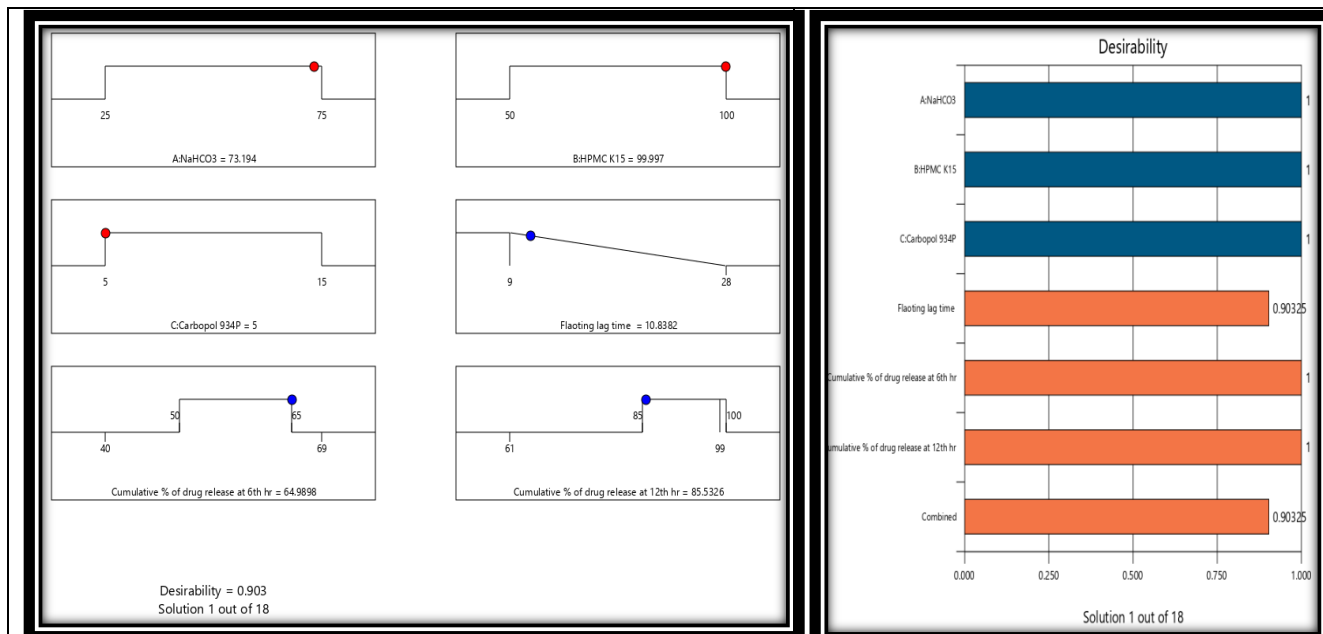 25
75
A:NaHCO3 = 73.194
50
100
B:HPMC K15 = 99.997
5
15
C:Carbopol 934P = 5
9
28
Flaoting lag time = 10.8382
50
65
40
69
Cumulative % of drug release at 6th hr = 64.9898
85
100
61
99
Cumulative % of drug release at 12th hr = 85.5326
Desirability = 0.903
Solution 1 out of 18
Desirability
A:NaHCO3
1
B:HPMC K15
1
C:Carbopol 934P
1
Flaoting lag time
0.90325
Cumulative % of drug release at 6th hr
1
umulative % of drug release at 12th hr
1
Combined
0.90325
0.000
0.250
0.500
0.750
1.000
Solution 1 out of 18